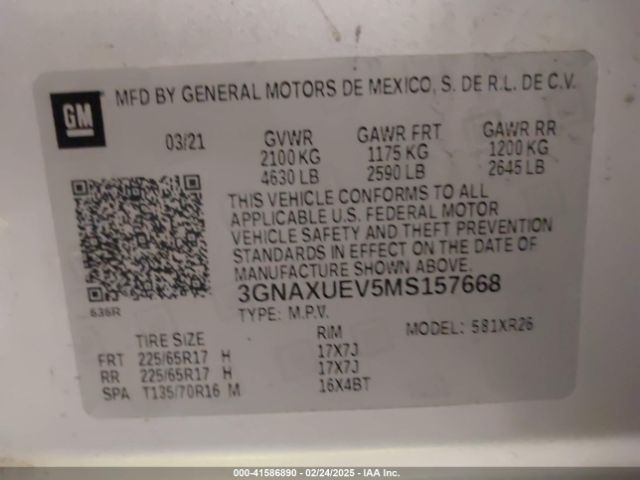 GM
MFD BY GENERAL MOTORS DE MEXICO, S. DE R.L. DE C.V.
03/21 GVWR GAWR FRT GAWR RR
2100 KG 1175 KG 1200 KG
4630 LB 2590 LB 2645 LB
THIS VEHICLE CONFORMS TO ALL
APPLICABLE U.S. FEDERAL MOTOR
VEHICLE SAFETY AND THEFT PREVENTION
STANDARDS IN EFFECT ON THE DATE OF
MANUFACTURE SHOWN ABOVE.
3GNAXUEV5MS157668
636R
TYPE: M.P.V. MODEL: 581XR26
TIRE SIZE RIM
FRT 225/65R17 H 17X7J
RR 225/65R17 H 17X7J
SPA T135/70R16 M 16X4BT
000-41586890 - 02/24/2025 - IAA Inc.